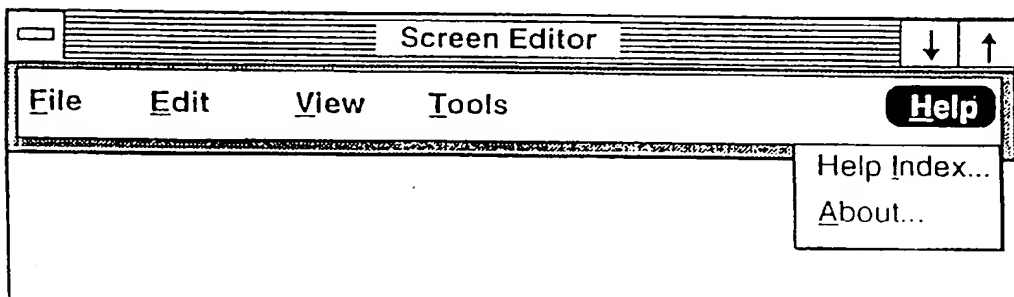 Screen Editor
File Edit View Tools Help
Help Index...
About...